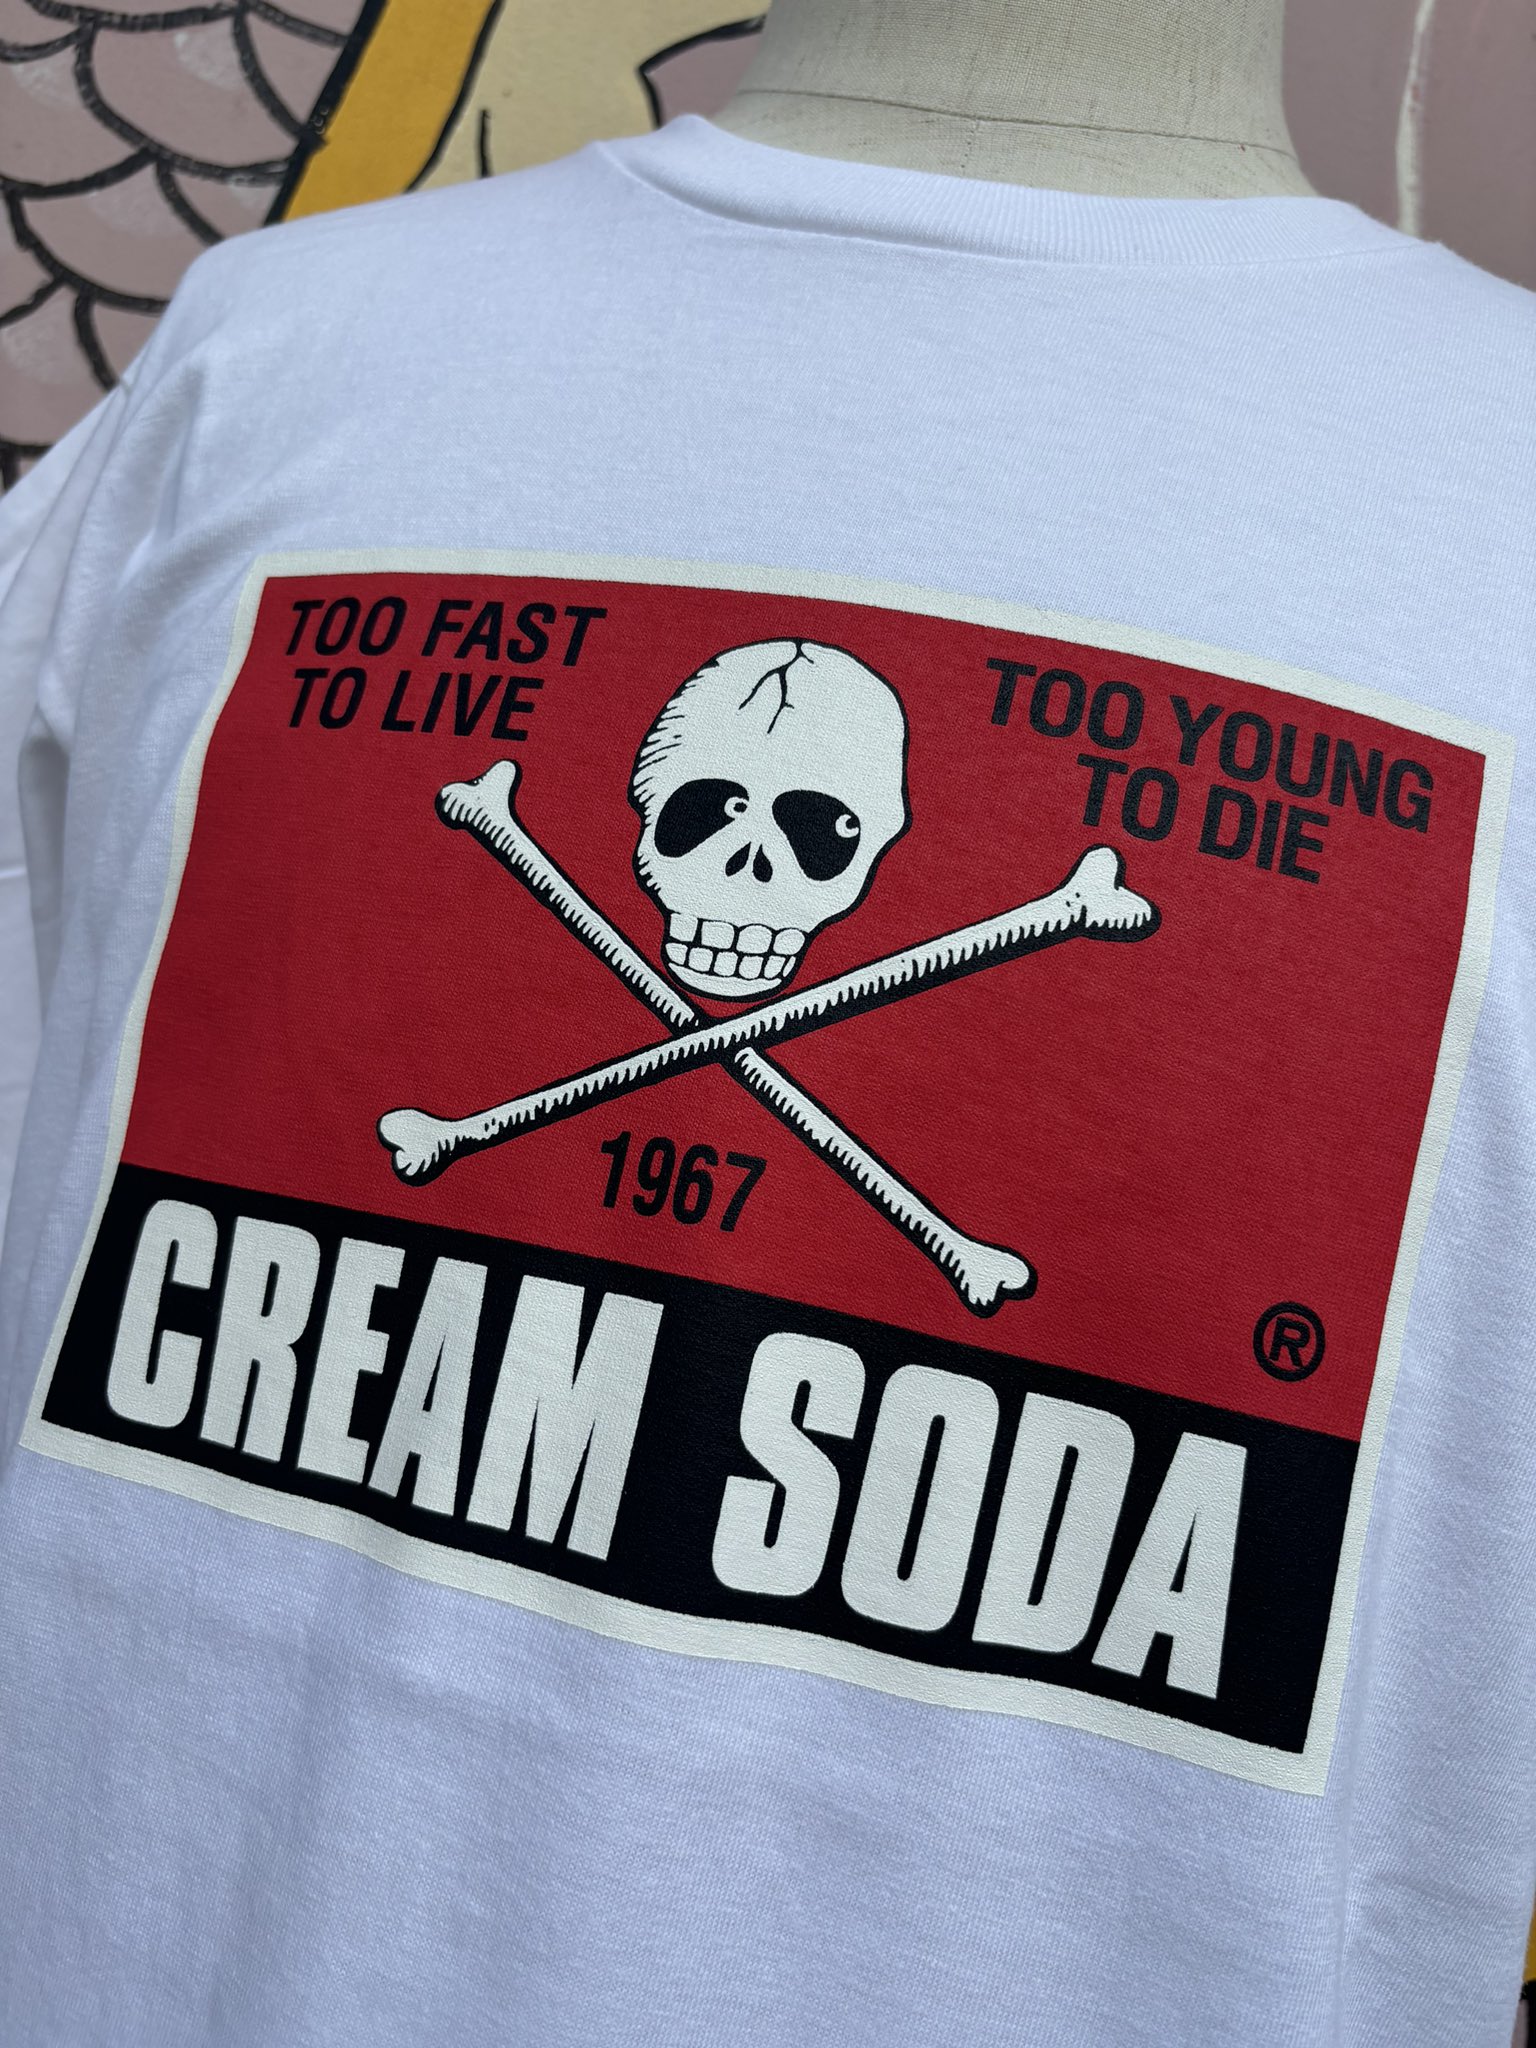 TOO FAST
TO LIVE
TOO YOUNG
TO DIE
1967
®
CREAM SODA